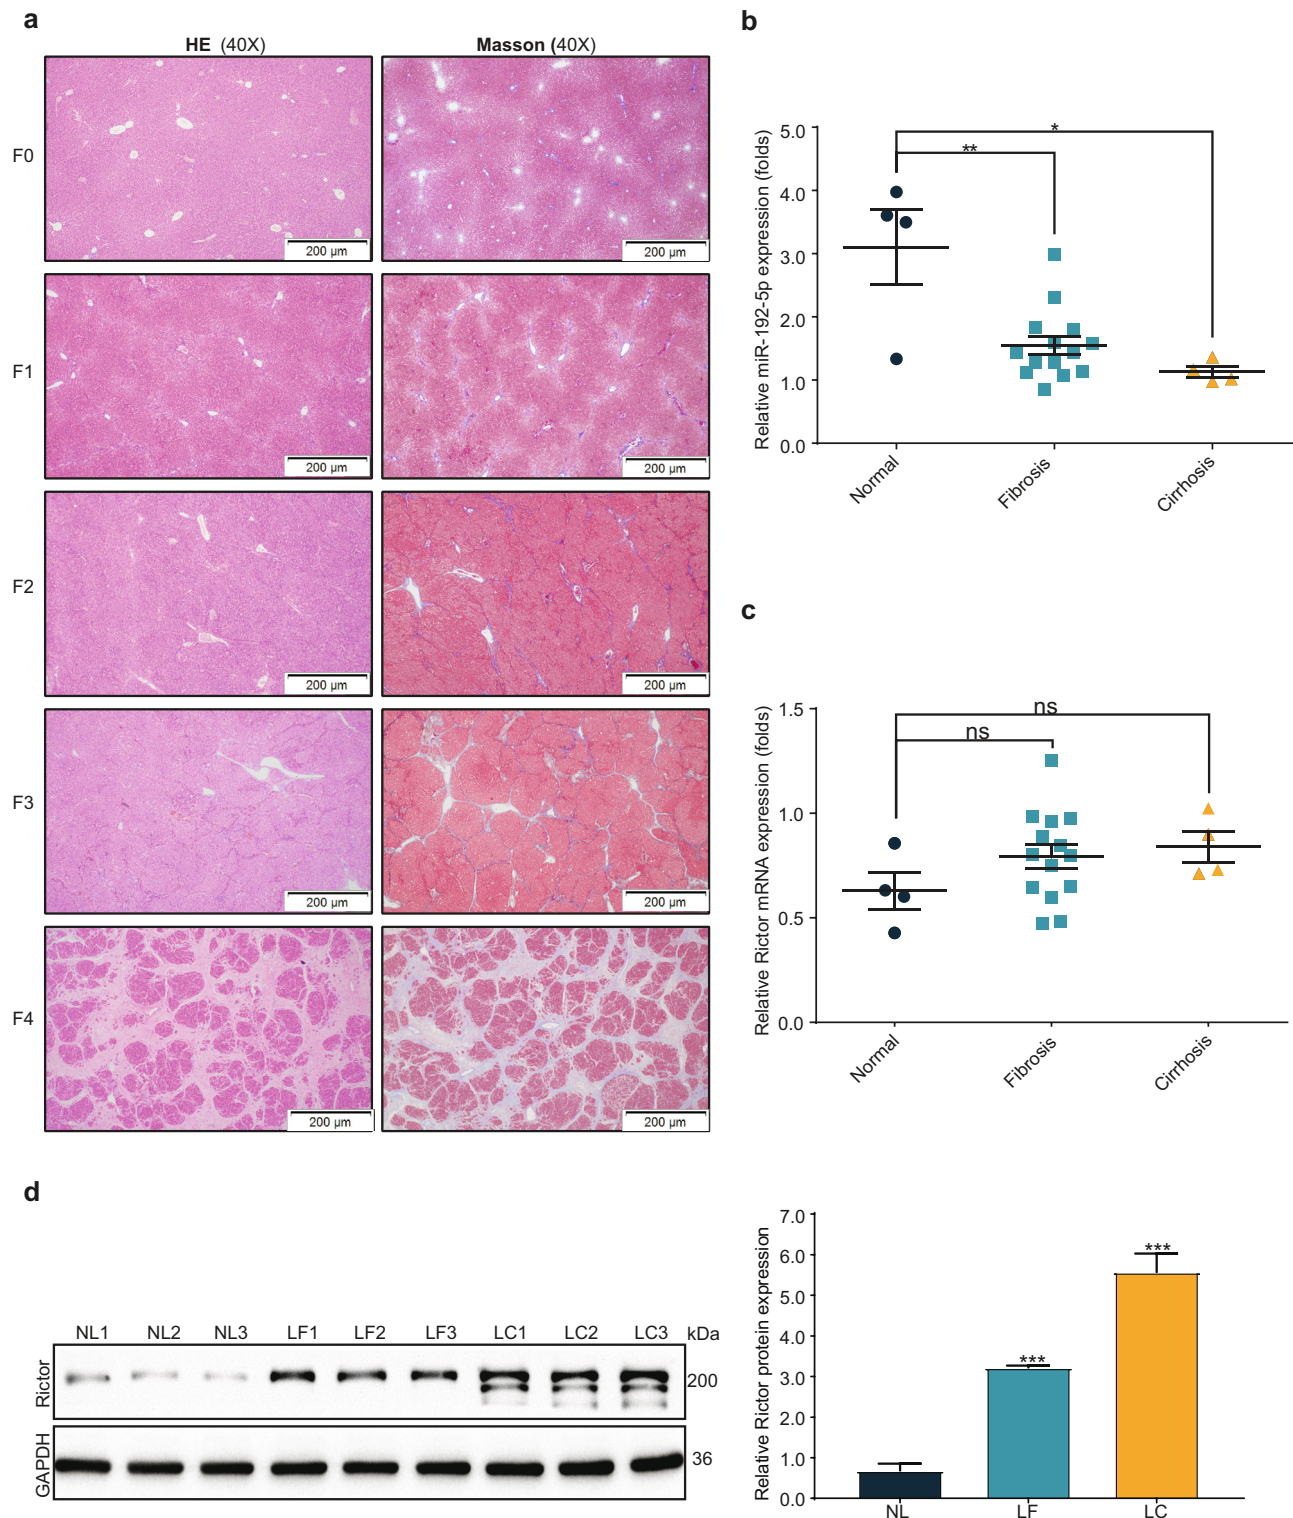 a
HE (40X)
Masson (40X)
F0
200 µm
200 µm
F1
200 µm
200 µm
F2
200 µm
200 µm
F3
200 µm
200 µm
F4
200 µm
200 µm
b
Relative miR-192-5p expression (folds)
5.0
4.0
3.0
2.0
1.0
0.0
*
**
Normal
Fibrosis
Cirrhosis
c
Relative Rictor mRNA expression (folds)
1.5
1.0
0.5
0.0
ns
ns
Normal
Fibrosis
Cirrhosis
d
NL1 NL2 NL3 LF1 LF2 LF3 LC1 LC2 LC3 kDa
Rictor
200
GAPDH
36
Relative Rictor protein expression
7.0
6.0
5.0
4.0
3.0
2.0
1.0
0.0
***
***
NL LF LC